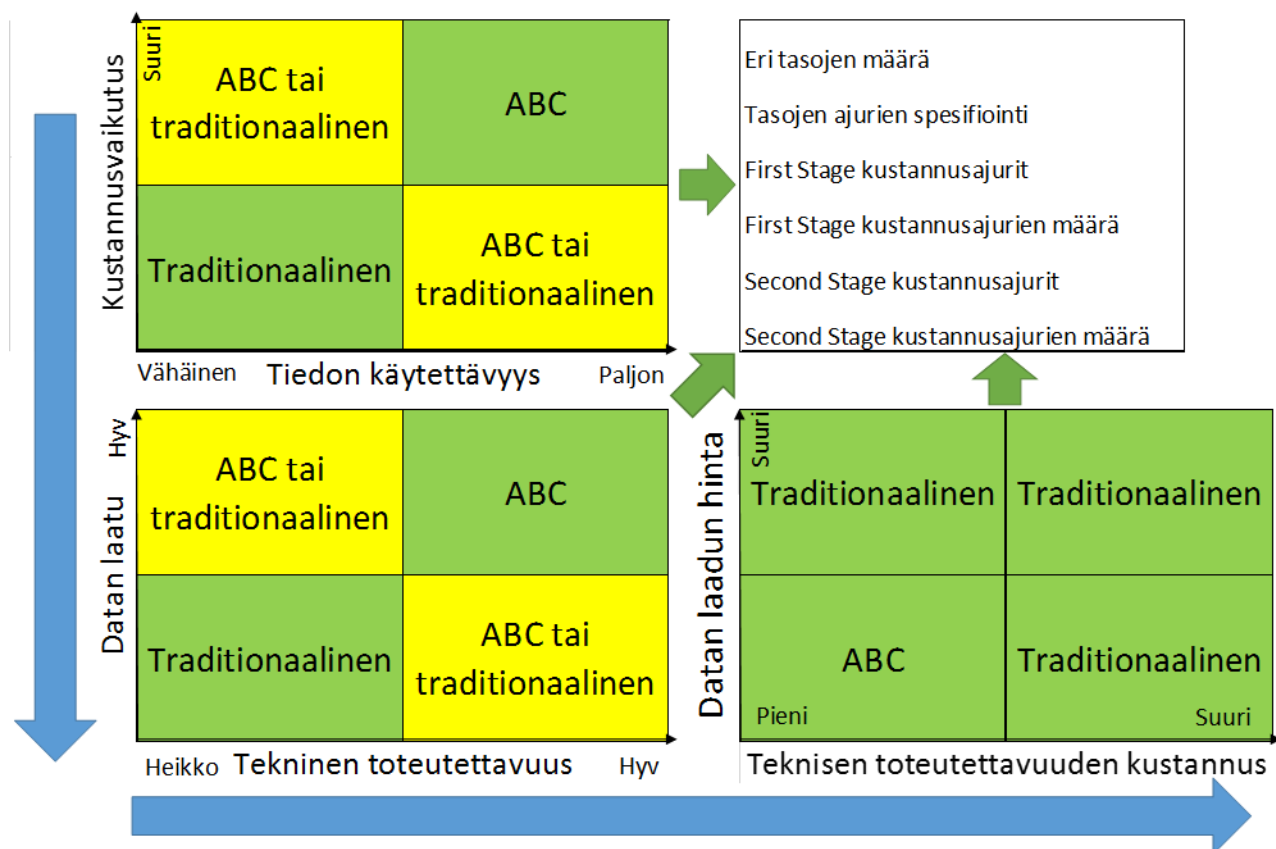 Kustannusvaikutus
Suuri
ABC tai
traditionaalinen
ABC
Traditionaalinen
ABC tai
traditionaalinen
Vähäinen
Tiedon käytettävyys
Paljon
Eri tasojen määrä
Tasojen ajurien spesifiointi
First Stage kustannusajurit
First Stage kustannusajurien määrä
Second Stage kustannusajurit
Second Stage kustannusajurien määrä
Datan laatu
Hyv
ABC tai
traditionaalinen
ABC
Traditionaalinen
ABC tai
traditionaalinen
Heikko
Tekninen toteutettavuus
Hyv
Datan laadun hinta
Suuri
Traditionaalinen
Traditionaalinen
ABC
Traditionaalinen
Pieni
Suuri
Teknisen toteutettavuuden kustannus